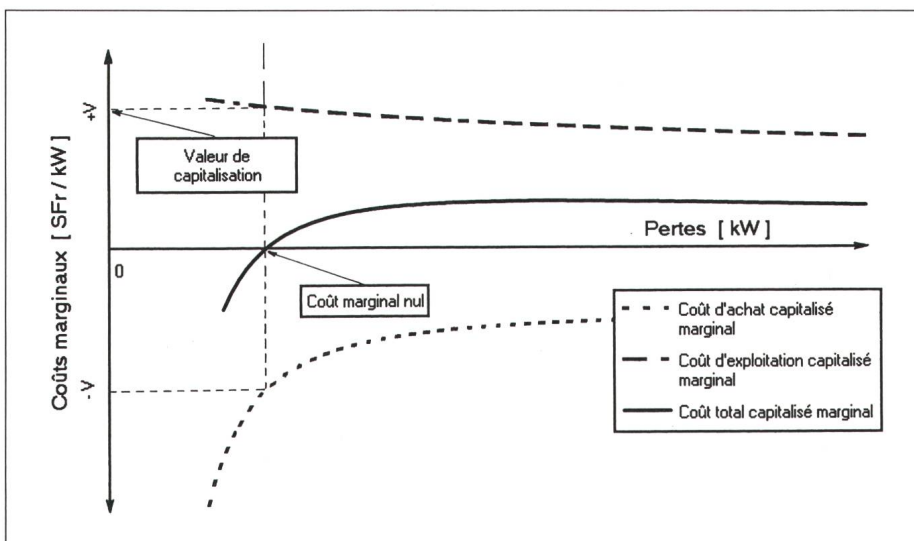 Coûts marginaux [ SFr / kW ]
+V
-V
0
Valeur de
capitalisation
Pertes [ kW ]
Coût marginal nul
Coût d'achat capitalisé
marginal
Coût d'exploitation capitalisé
marginal
Coût total capitalisé marginal